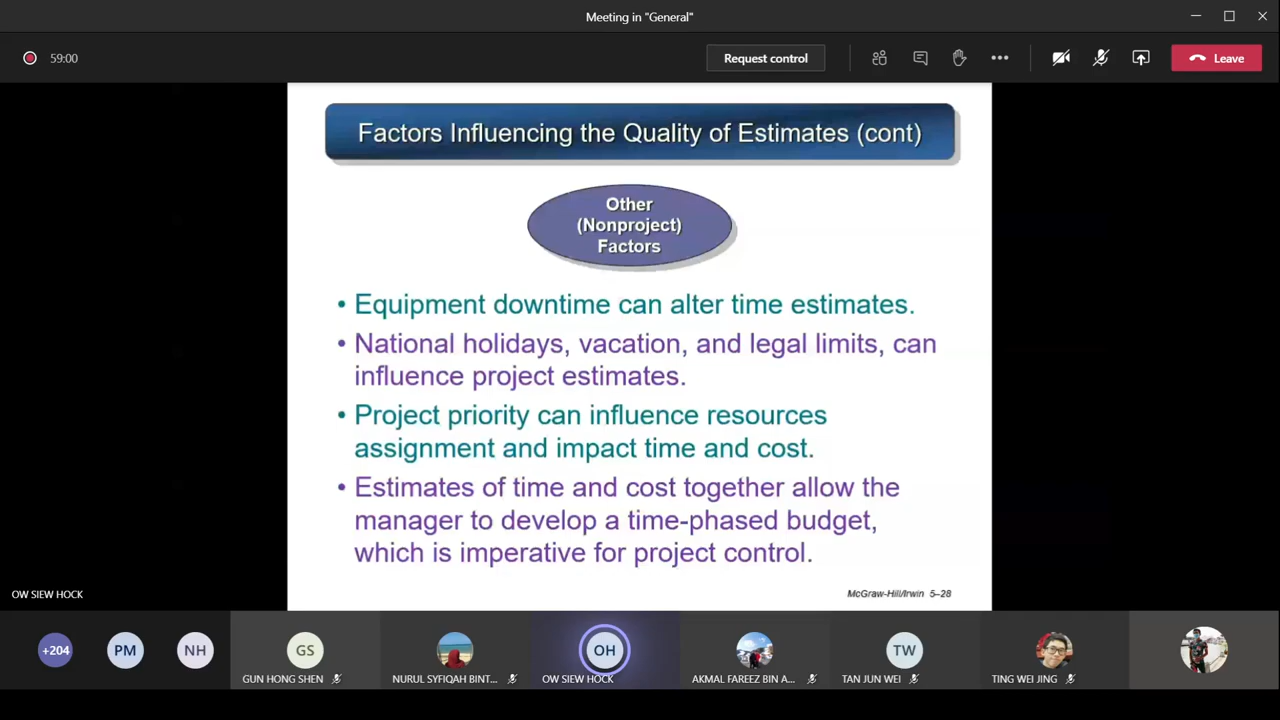 Meeting in "General"
59:00
Request control
Leave
Factors Influencing the Quality of Estimates (cont)
Other
(Nonproject)
Factors
• Equipment downtime can alter time estimates.
• National holidays, vacation, and legal limits, can
influence project estimates.
• Project priority can influence resources
assignment and impact time and cost.
• Estimates of time and cost together allow the
manager to develop a time-phased budget,
which is imperative for project control.
McGraw-Hill/Irwin 5–28
OW SIEW HOCK
+204
PM
NH
GS
OH
TW
GUN HONG SHEN
NURUL SYFIQAH BINT...
OW SIEW HOCK
AKMAL FAREEZ BIN A...
TAN JUN WEI
TING WEI JING